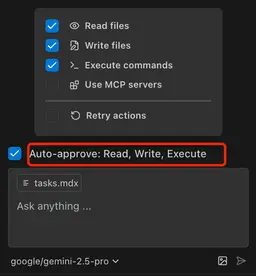 Read files
Write files
Execute commands
Use MCP servers
Retry actions
Auto-approve: Read, Write, Execute
tasks.mdx
Ask anything ...
google/gemini-2.5-pro